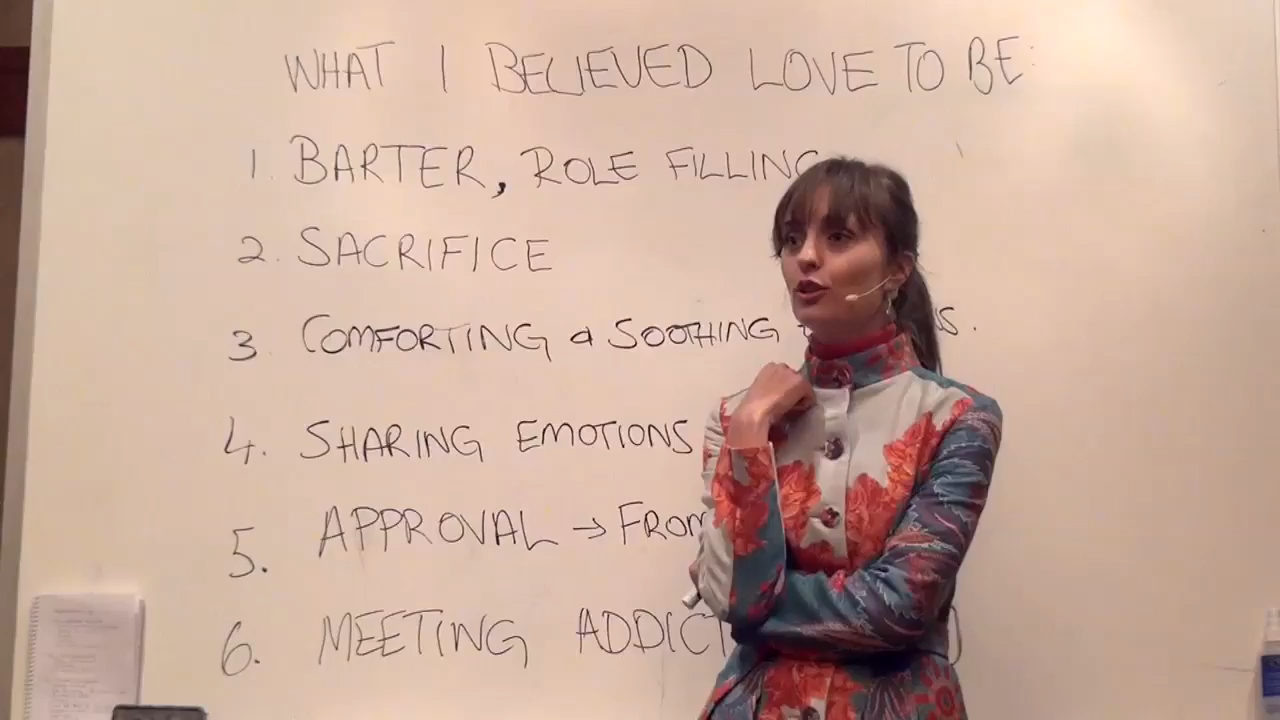 WHAT I BELIEVED LOVE TO BE:
1. BARTER, ROLE FILLING
2. SACRIFICE
3. COMFORTING & SOOTHING
4. SHARING EMOTIONS
5. APPROVAL → FROM
6. MEETING